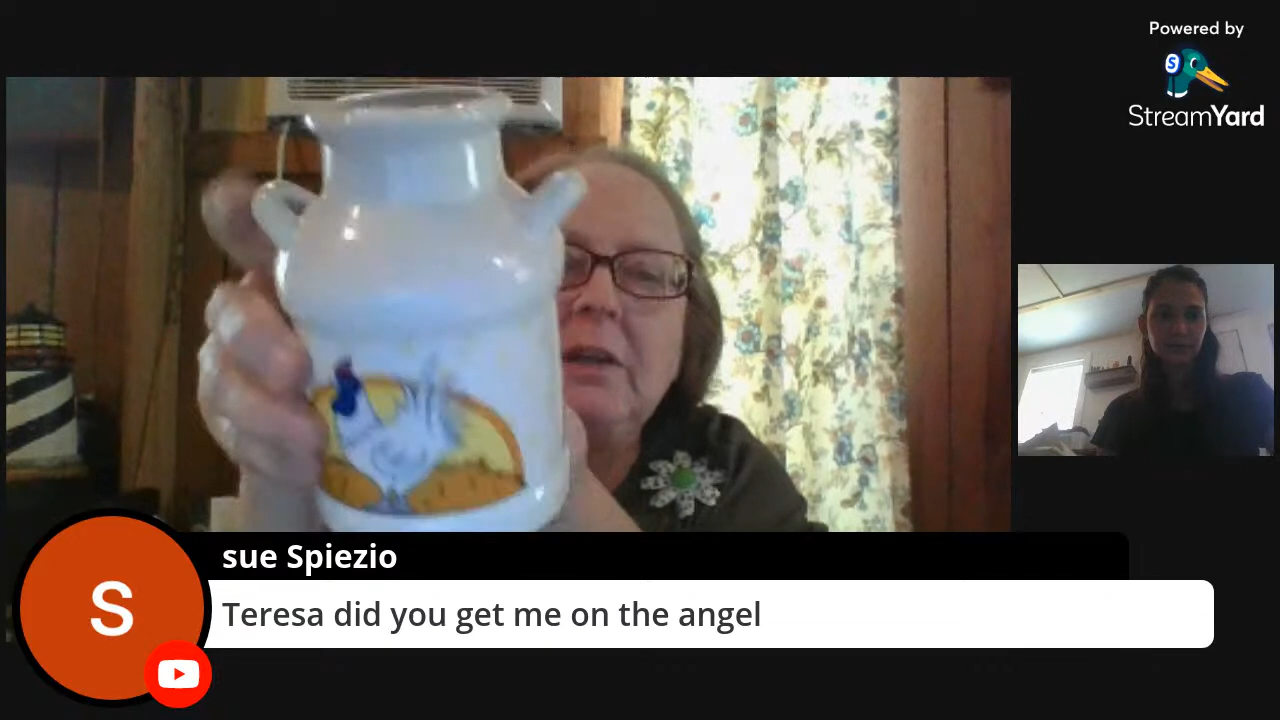 Powered by
S
StreamYard
sue Spiezio
S
Teresa did you get me on the angel